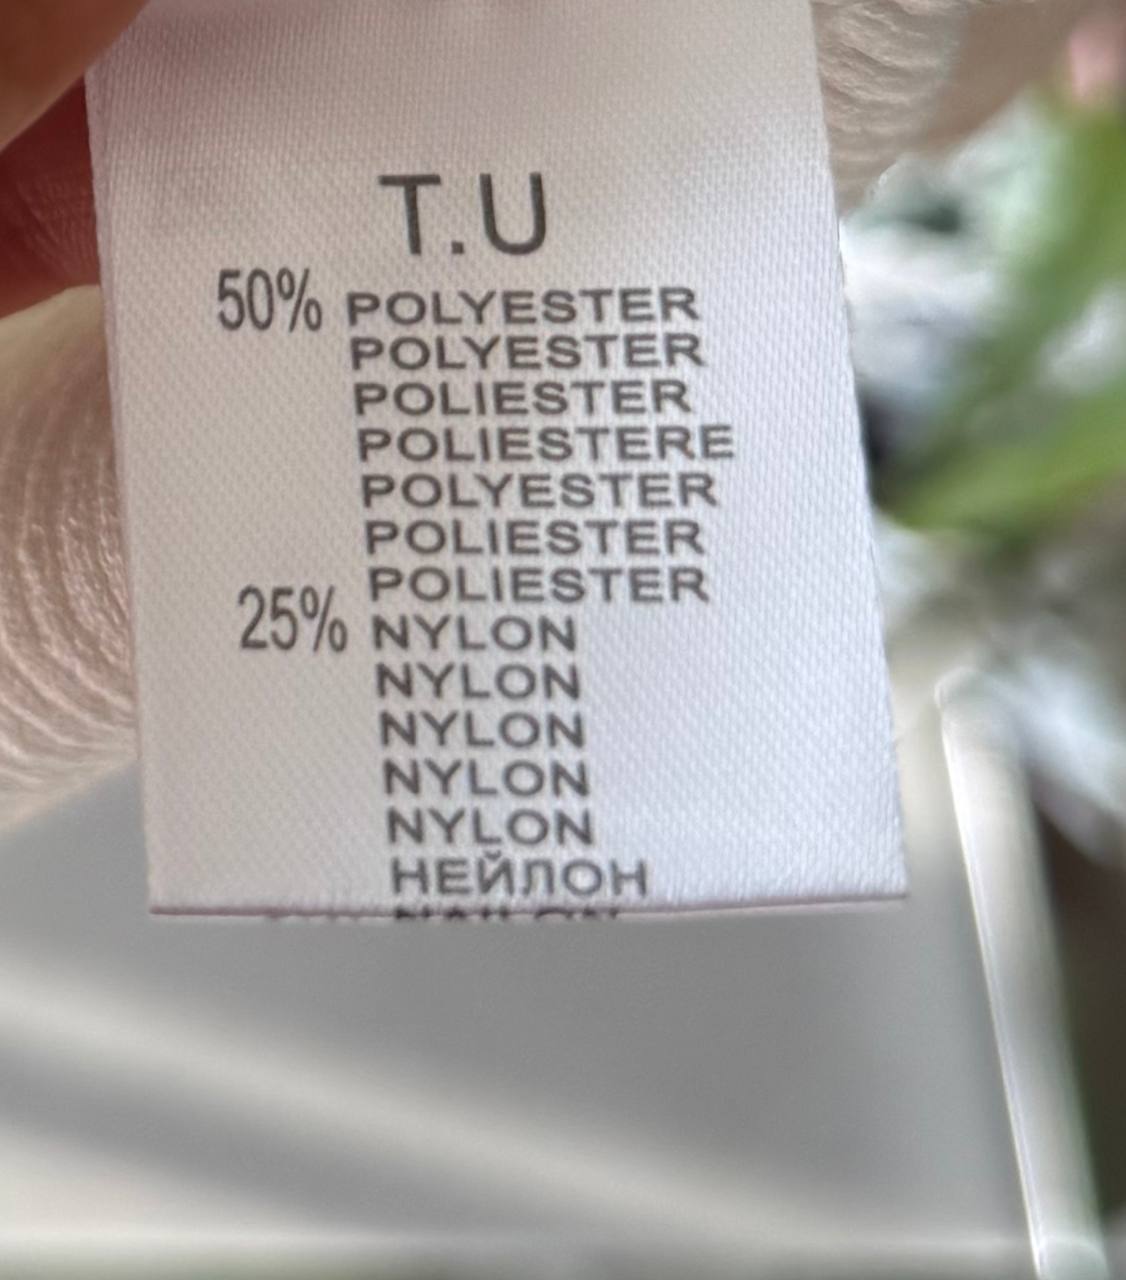 T.U
50% POLYESTER
POLYESTER
POLIESTER
POLIESTERE
POLYESTER
POLIESTER
POLIESTER
25% NYLON
NYLON
NYLON
NYLON
NYLON
НЕЙЛОН